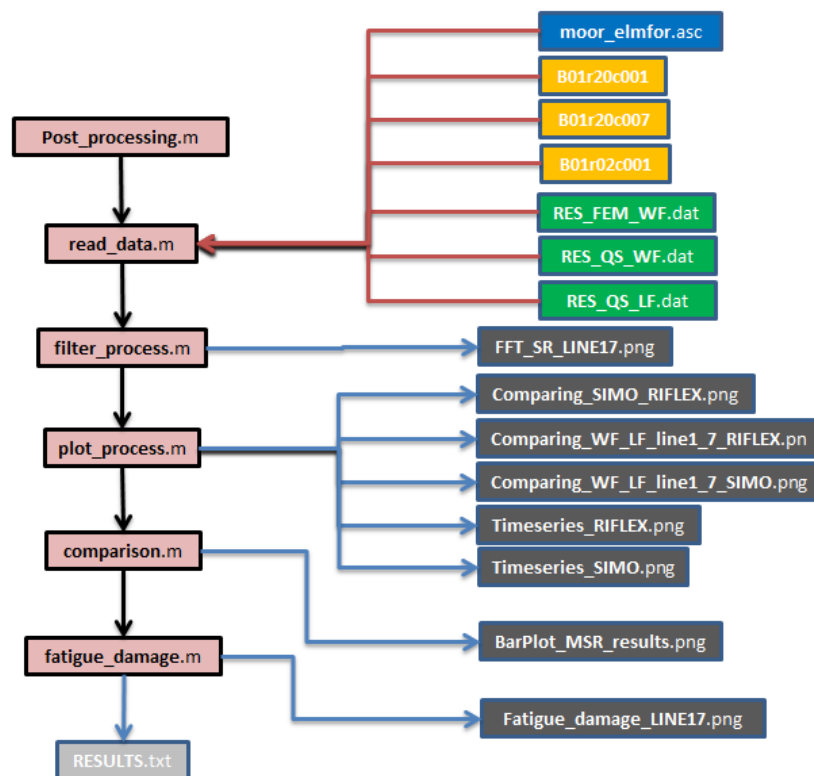 moor_elmfor.asc
B01r20c001
B01r20c007
Post_processing.m
B01r02c001
RES_FEM_WF.dat
read_data.m
RES_QS_WF.dat
RES_QS_LF.dat
filter_process.m
FFT_SR_LINE17.png
Comparing_SIMO_RIFLEX.png
plot_process.m
Comparing_WF_LF_line1_7_RIFLEX.pn
Comparing_WF_LF_line1_7_SIMO.png
Timeseries_RIFLEX.png
comparison.m
Timeseries_SIMO.png
BarPlot_MSR_results.png
fatigue_damage.m
Fatigue_damage_LINE17.png
RESULTS.txt